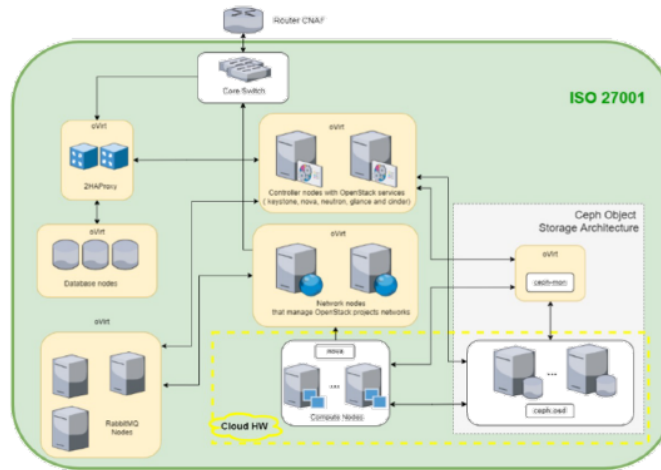 Router CNAF
Core Switch
ISO 27001
oVirt
2HAProxy
oVirt
Controller nodes with OpenStack services
( keystone, nova, neutron, glance and cinder)
Ceph Object
Storage Architecture
oVirt
ceph-mon
Database nodes
oVirt
Network nodes
that manage OpenStack projects networks
oVirt
RabbitMQ
Nodes
nova
...
Compute Nodes
...
ceph.osd
Cloud HW